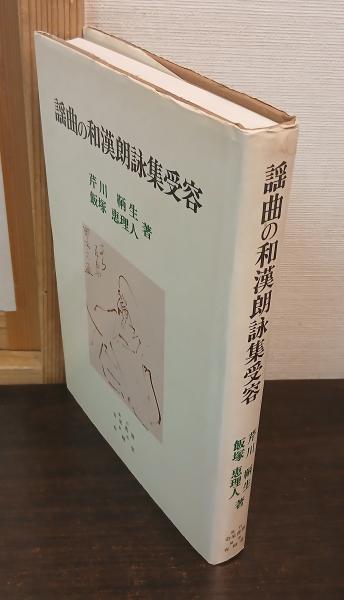 謡曲の和漢朗詠集受容
芹川 鞆生
飯塚 恵理人
著
謡曲の和漢朗詠集受容
芹川 鞆生
飯塚 恵理人
著